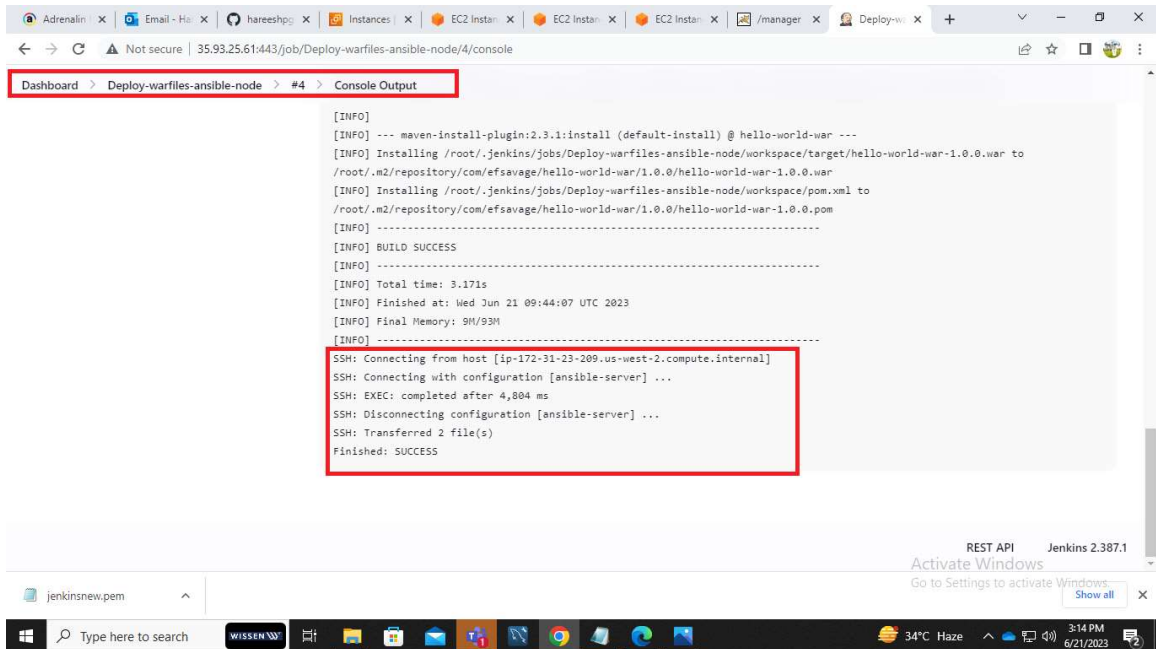 Adrenalin
Email - Ha
hareeshpg
Instances |
EC2 Instan
EC2 Instan
EC2 Instan
/manager
Deploy-w
Not secure | 35.93.25.61:443/job/Deploy-warfiles-ansible-node/4/console
Dashboard > Deploy-warfiles-ansible-node > #4 > Console Output
[INFO]
[INFO] --- maven-install-plugin:2.3.1:install (default-install) @ hello-world-war ---
[INFO] Installing /root/.jenkins/jobs/Deploy-warfiles-ansible-node/workspace/target/hello-world-war-1.0.0.war to
/root/.m2/repository/com/efsavage/hello-world-war/1.0.0/hello-world-war-1.0.0.war
[INFO] Installing /root/.jenkins/jobs/Deploy-warfiles-ansible-node/workspace/pom.xml to
/root/.m2/repository/com/efsavage/hello-world-war/1.0.0/hello-world-war-1.0.0.pom
[INFO] ------------------------------------------------------------------------
[INFO] BUILD SUCCESS
[INFO] ------------------------------------------------------------------------
[INFO] Total time: 3.171s
[INFO] Finished at: Wed Jun 21 09:44:07 UTC 2023
[INFO] Final Memory: 9M/93M
[INFO] ------------------------------------------------------------------------
SSH: Connecting from host [ip-172-31-23-209.us-west-2.compute.internal]
SSH: Connecting with configuration [ansible-server] ...
SSH: EXEC: completed after 4,804 ms
SSH: Disconnecting configuration [ansible-server] ...
SSH: Transferred 2 file(s)
Finished: SUCCESS
REST API Jenkins 2.387.1
Activate Windows
Go to Settings to activate Windows.
jenkinsnew.pem
Show all
Type here to search
WISSEN
34°C Haze
3:14 PM
6/21/2023
2